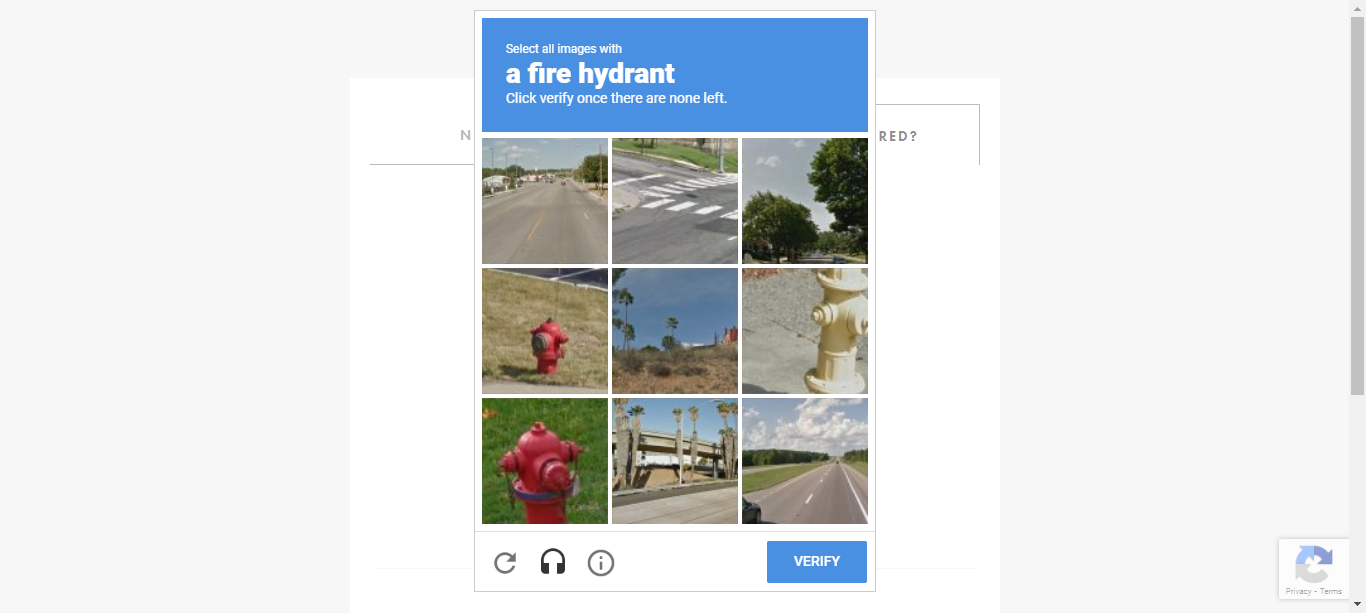 Select all images with
a fire hydrant
Click verify once there are none left.
N
RED?
VERIFY
Privacy - Terms